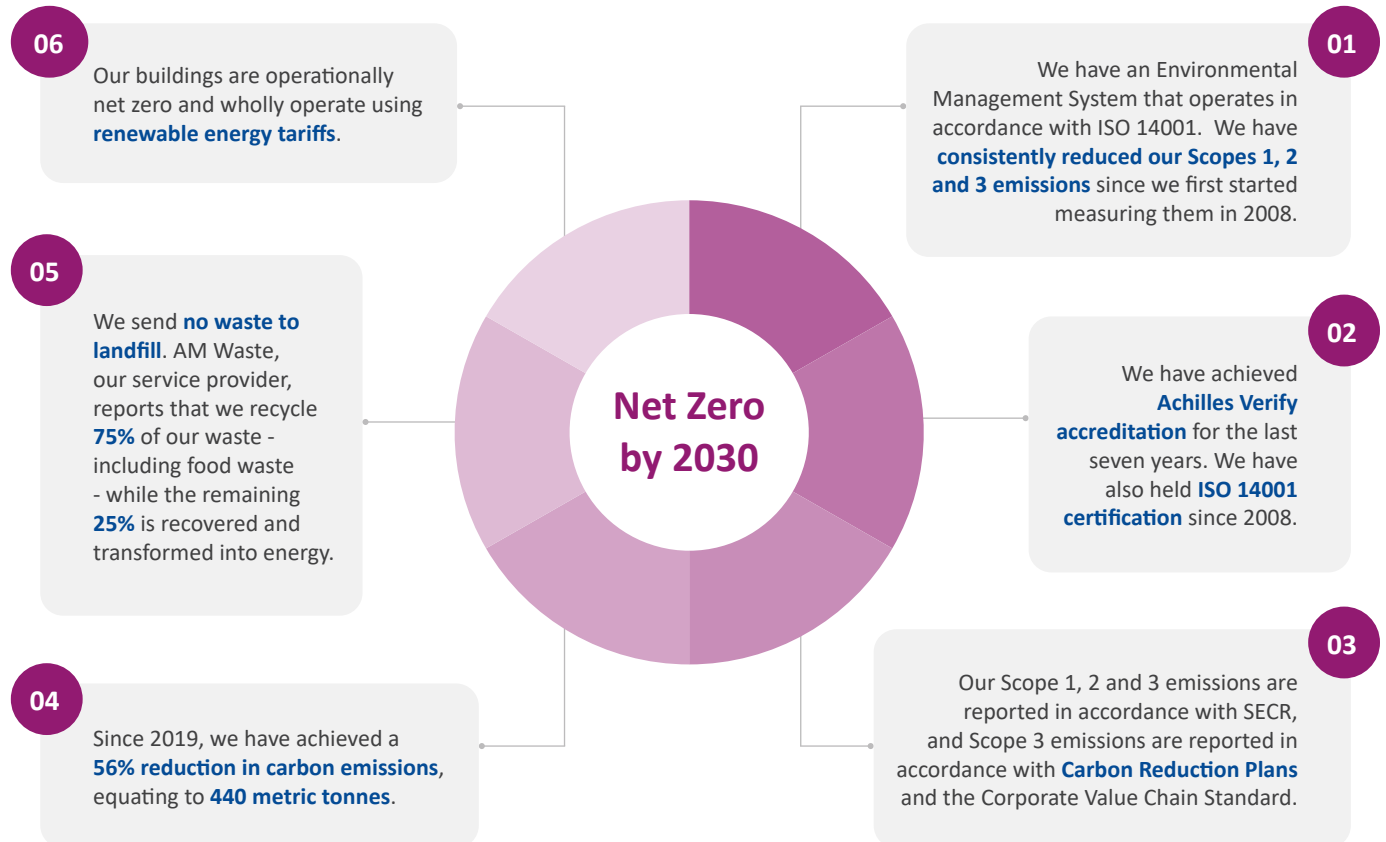 01
We have an Environmental
Management System that operates in
accordance with ISO 14001. We have
consistently reduced our Scopes 1, 2
and 3 emissions since we first started
measuring them in 2008.
02
We have achieved
Achilles Verify
accreditation for the last
seven years. We have
also held ISO 14001
certification since 2008.
03
Our Scope 1, 2 and 3 emissions are
reported in accordance with SECR,
and Scope 3 emissions are reported in
accordance with Carbon Reduction Plans
and the Corporate Value Chain Standard.
04
Since 2019, we have achieved a
56% reduction in carbon emissions,
equating to 440 metric tonnes.
05
We send no waste to
landfill. AM Waste,
our service provider,
reports that we recycle
75% of our waste -
including food waste
- while the remaining
25% is recovered and
transformed into energy.
06
Our buildings are operationally
net zero and wholly operate using
renewable energy tariffs.
Net Zero
by 2030